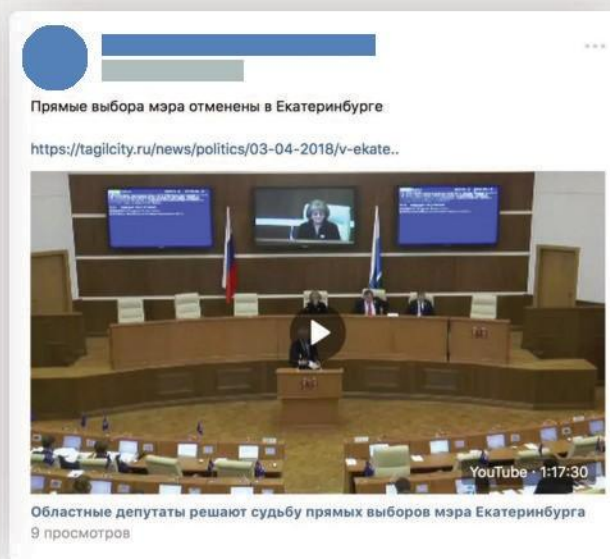 Прямые выбора мэра отменены в Екатеринбурге
https://tagilcity.ru/news/politics/03-04-2018/v-ekate..
YouTube · 1:17:30
Областные депутаты решают судьбу прямых выборов мэра Екатеринбурга
9 просмотров